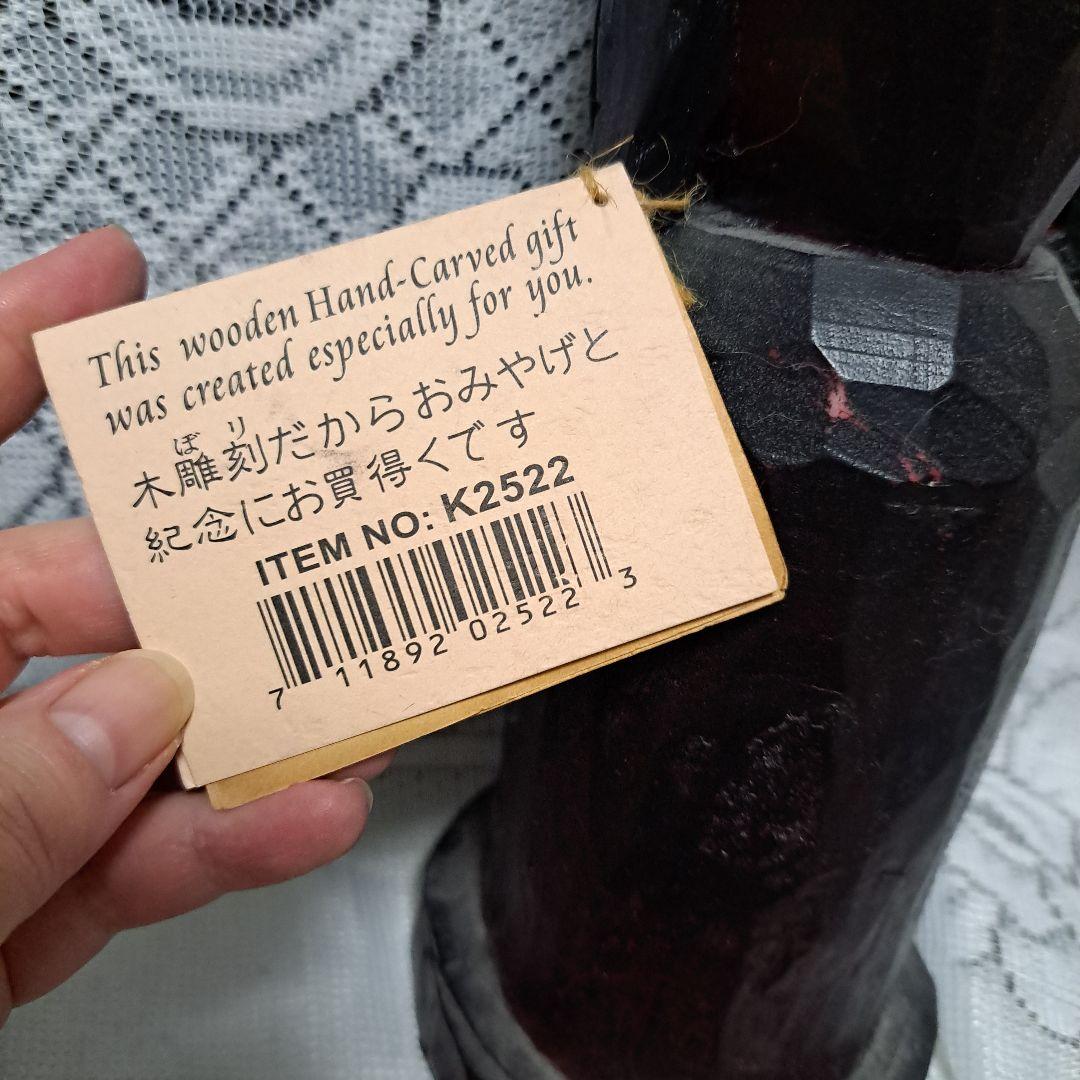 This wooden Hand-Carved gift
was created especially for you.
ぼり
木雕刻だからおみやげと
紀念にお買得くです
ITEM NO: K2522
7 11892 02522 3